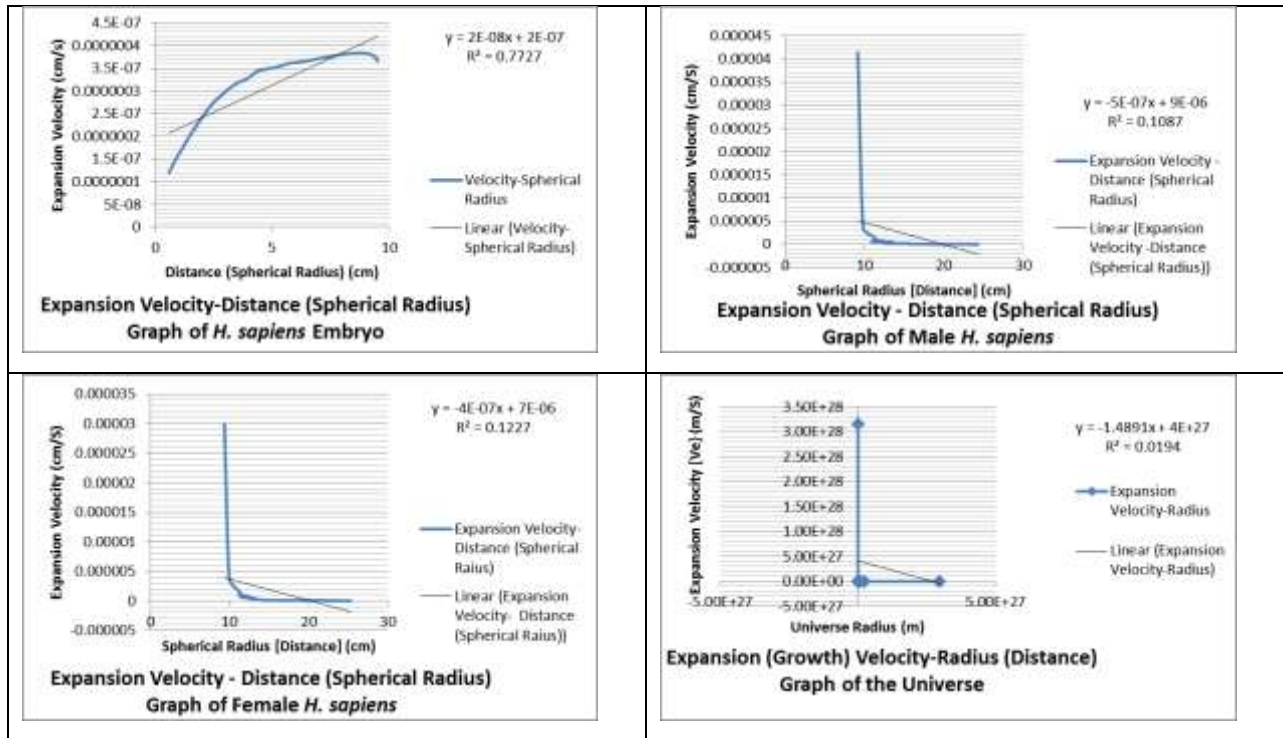 4.5E-07
0.0000004
3.5E-07
2.5E-07
0.0000002
1.5E-07
0.0000001
5E-08
0
0
5
10
Expansion Velocity (cm/s)
y = 2E-08x + 2E-07
R² = 0.7727
Velocity-Spherical
Radius
Linear (Velocity-
Spherical Radius)
Distance (Spherical Radius) (cm)
Expansion Velocity-Distance (Spherical Radius)
Graph of H. sapiens Embryo
0.000045
0.00004
0.000035
0.00003
0.000025
0.00002
0.000015
0.00001
0.000005
0
-0.000005
0
10
20
30
Expansion Velocity (cm/S)
y = -5E-07x + 9E-06
R² = 0.1087
Expansion Velocity -
Distance (Spherical
Radius)
Linear (Expansion
Velocity -Distance
(Spherical Radius))
Spherical Radius [Distance] (cm)
Expansion Velocity - Distance (Spherical Radius)
Graph of Male H. sapiens
0.000035
0.00003
0.000025
0.00002
0.000015
0.00001
0.000005
0
-0.000005
0
10
20
30
Expansion Velocity (cm/S)
y = -4E-07x + 7E-06
R² = 0.1227
Expansion Velocity-
Distance (Spherical
Raius)
Linear (Expansion
Velocity- Distance
(Spherical Raius))
Spherical Radius [Distance] (cm)
Expansion Velocity - Distance (Spherical Radius)
Graph of Female H. sapiens
3.50E+28
3.00E+28
2.50E+28
2.00E+28
1.50E+28
1.00E+28
5.00E+27
0.00E+00
-5.00E+27
-5.00E+27
5.00E+27
Expansion Velocity [Ve] (m/S)
y = -1.4891x + 4E+27
R² = 0.0194
Expansion
Velocity-Radius
Linear (Expansion
Velocity-Radius)
Universe Radius (m)
Expansion (Growth) Velocity-Radius (Distance)
Graph of the Universe